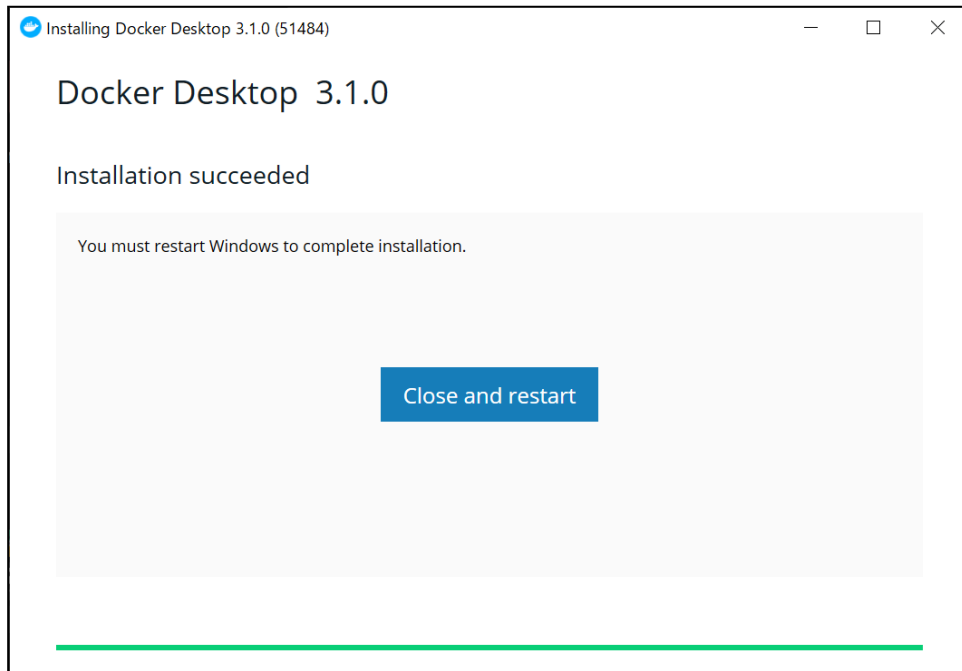 Installing Docker Desktop 3.1.0 (51484)
Docker Desktop 3.1.0
Installation succeeded
You must restart Windows to complete installation.
Close and restart